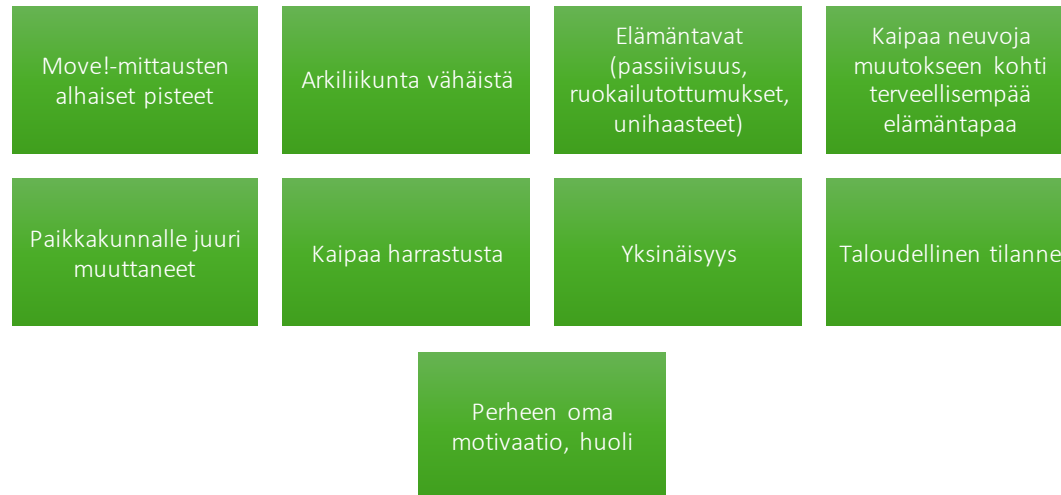 Move!-mittausten
alhaiset pisteet
Arkiliikunta vähäistä
Elämäntavat
(passiivisuus,
ruokailutottumukset,
unihaasteet)
Kaipaa neuvoja
muutokseen kohti
terveellisempää
elämäntapaa
Paikkakunnalle juuri
muuttaneet
Kaipaa harrastusta
Yksinäisyys
Taloudellinen tilanne
Perheen oma
motivaatio, huoli